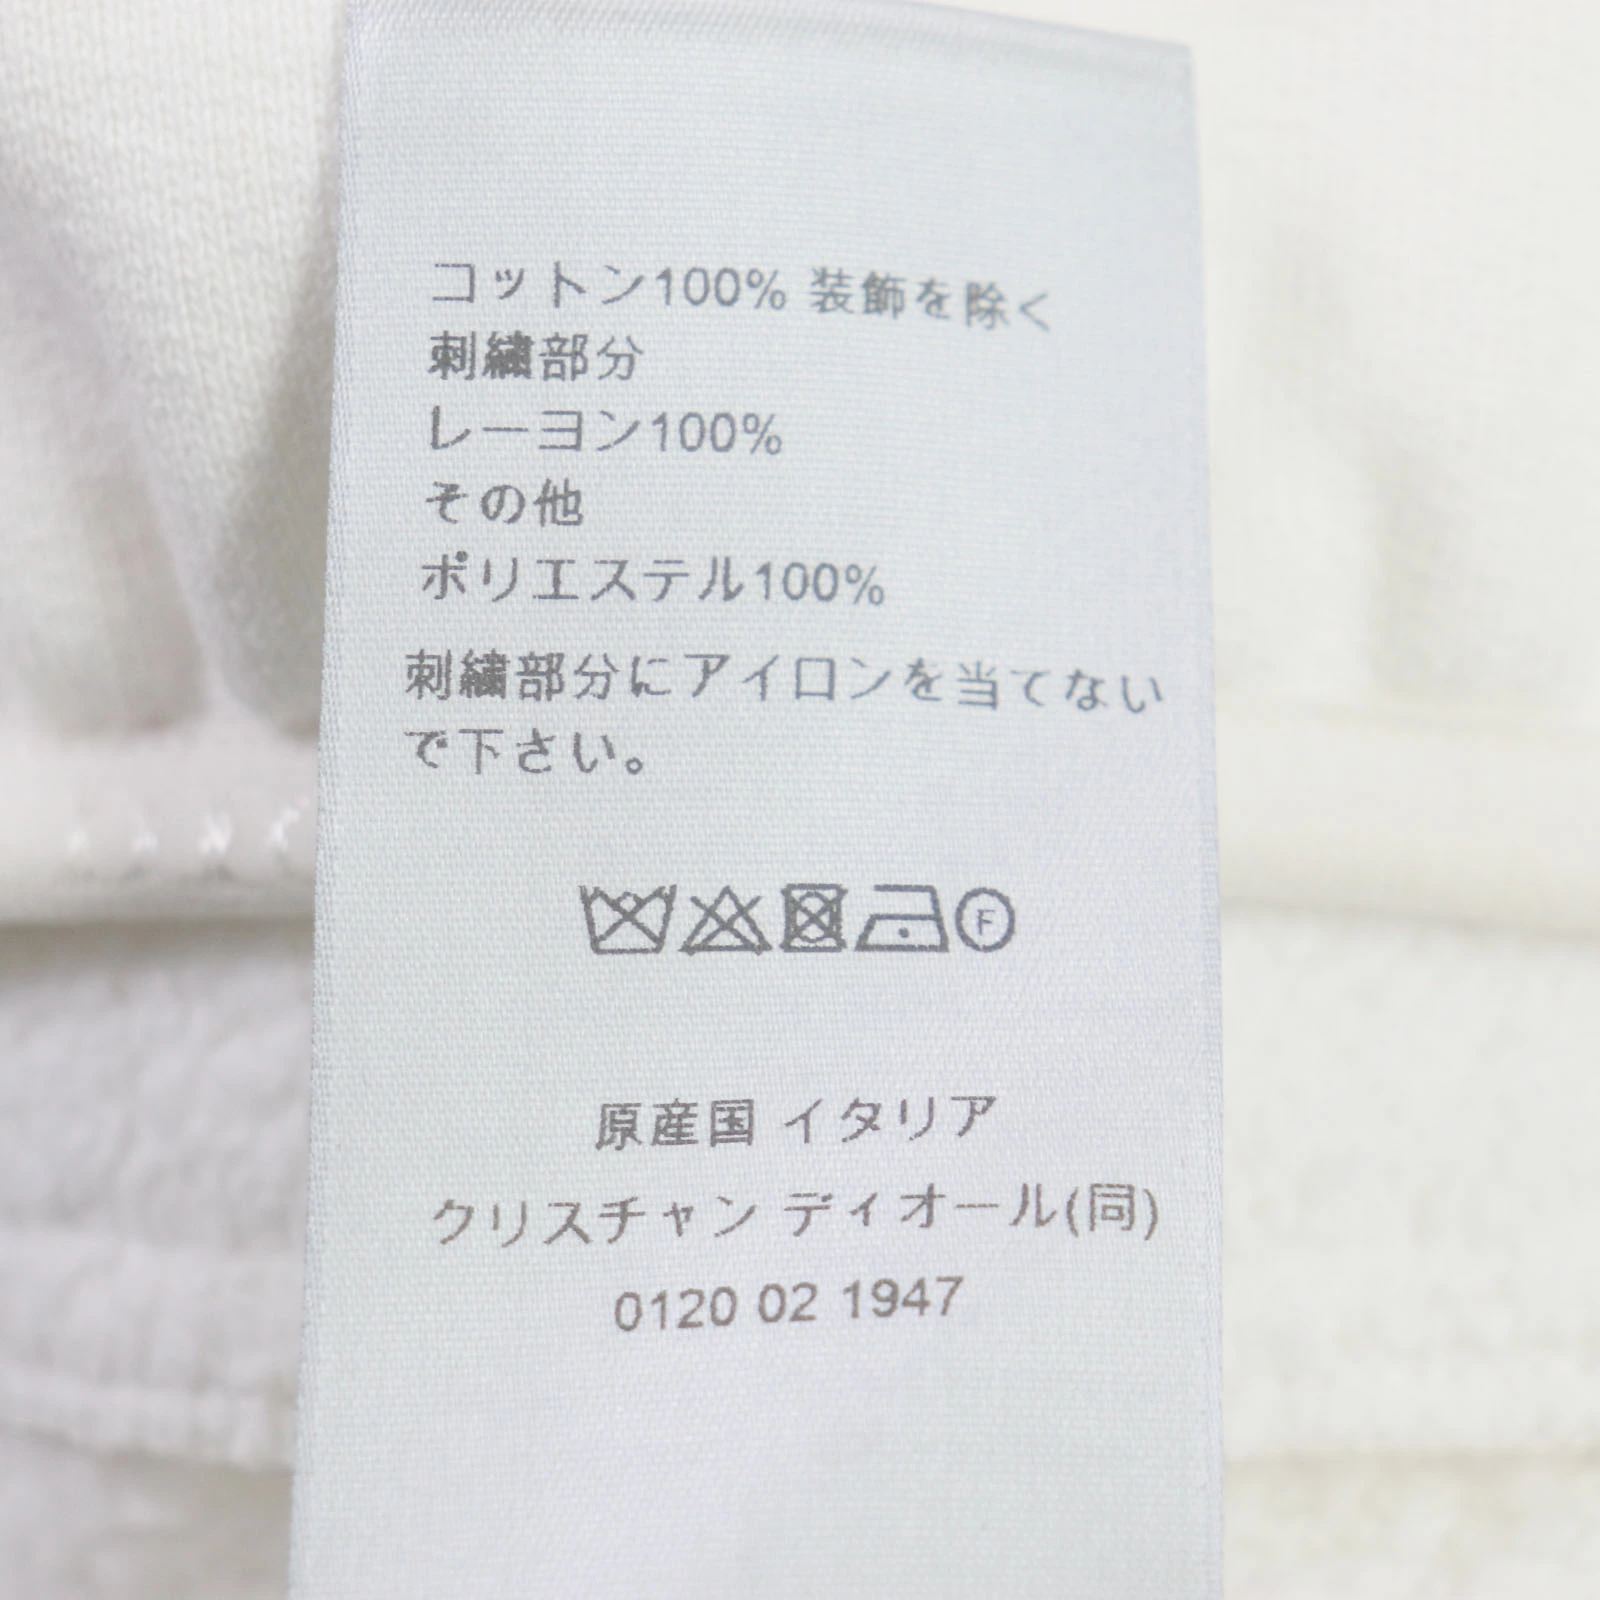 コットン100% 装飾を除く
刺繍部分
レーヨン100%
その他
ポリエステル100%
刺繍部分にアイロンを当てない
で下さい。
F
原産国 イタリア
クリスチャン ディオール(同)
0120 02 1947